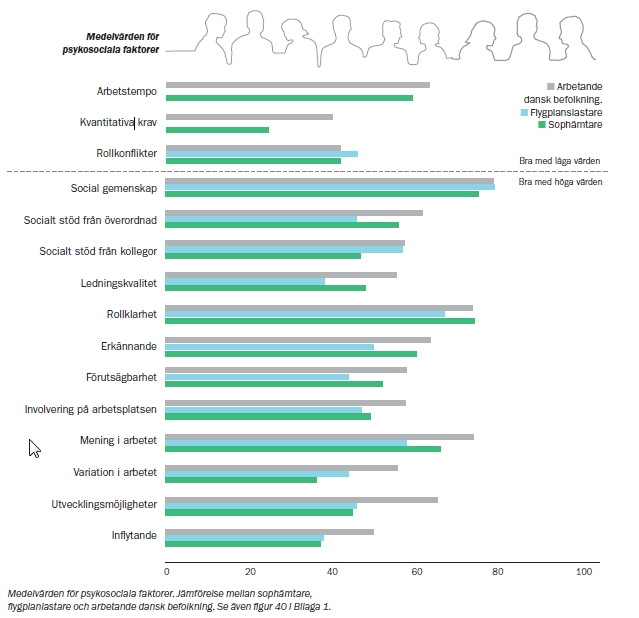 Medelvärden för
psykosociala faktorer
Arbetstempo
Kvantitativa krav
Rollkonflikter
Arbetande
dansk befolkning.
Flygplanslastare
Sophämtare
Bra med låga värden
Bra med höga värden
Social gemenskap
Socialt stöd från överordnad
Socialt stöd från kollegor
Ledningskvalitet
Rollklarhet
Erkännande
Förutsägbarhet
Involvering på arbetsplatsen
Mening i arbetet
Variation i arbetet
Utvecklingsmöjligheter
Inflytande
0 20 40 60 80 100
Medelvärden för psykosociala faktorer. Jämförelse mellan sophämtare,
flygplanlastare och arbetande dansk befolkning. Se även figur 40 i Bilaga 1.